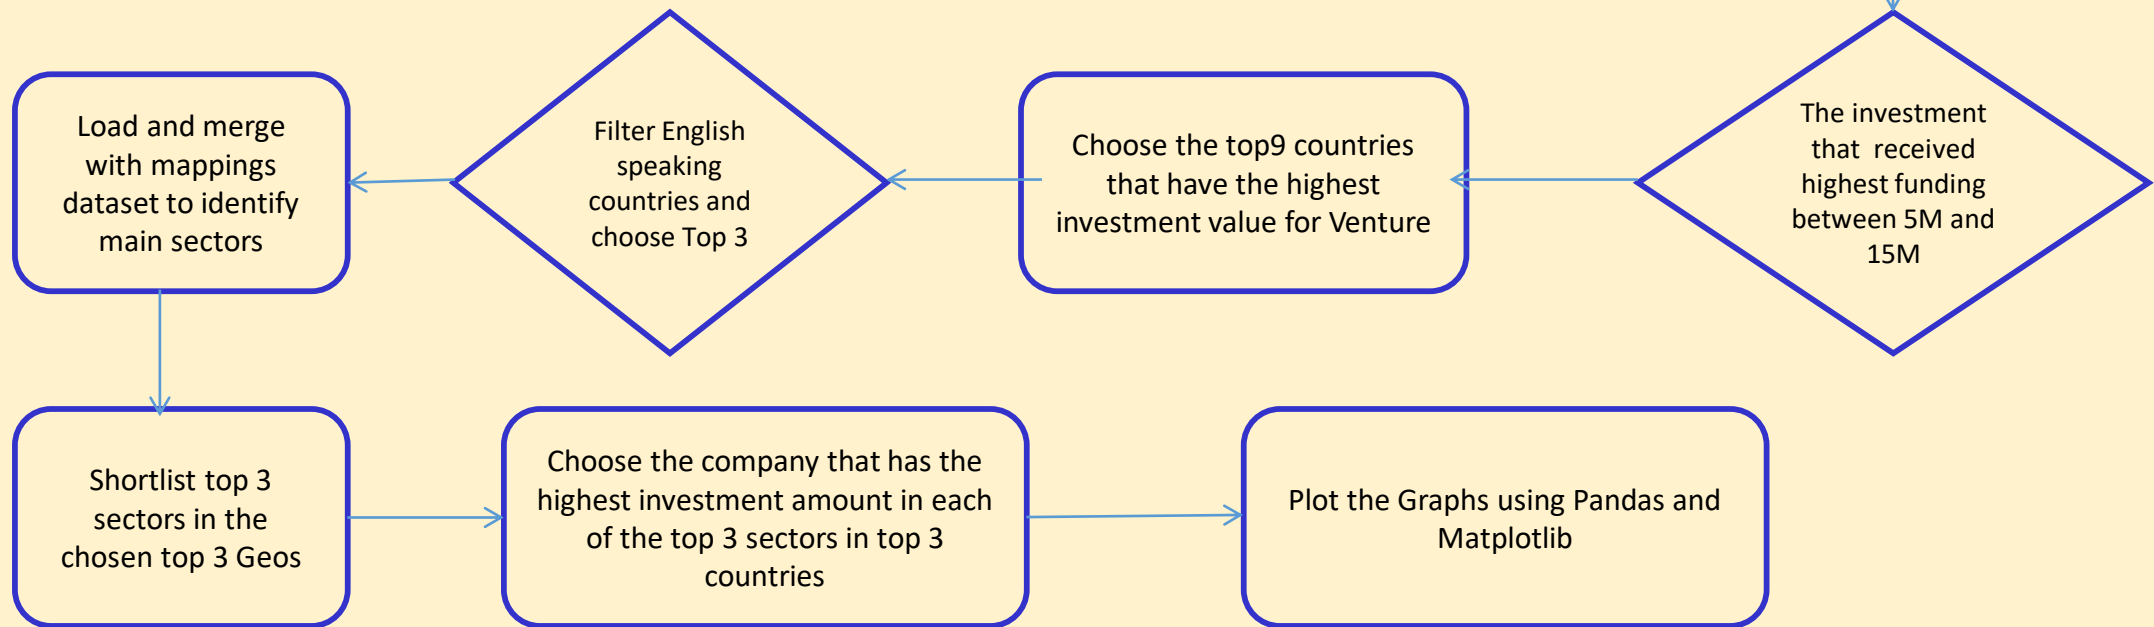 The investment
that  received
highest funding
between 5M and
15M
Choose the top9 countries
that have the highest
investment value for Venture
Filter English
speaking
countries and
choose Top 3
Load and merge
with mappings
dataset to identify
main sectors
Shortlist top 3
sectors in the
chosen top 3 Geos
Choose the company that has the
highest investment amount in each
of the top 3 sectors in top 3
countries
Plot the Graphs using Pandas and
Matplotlib